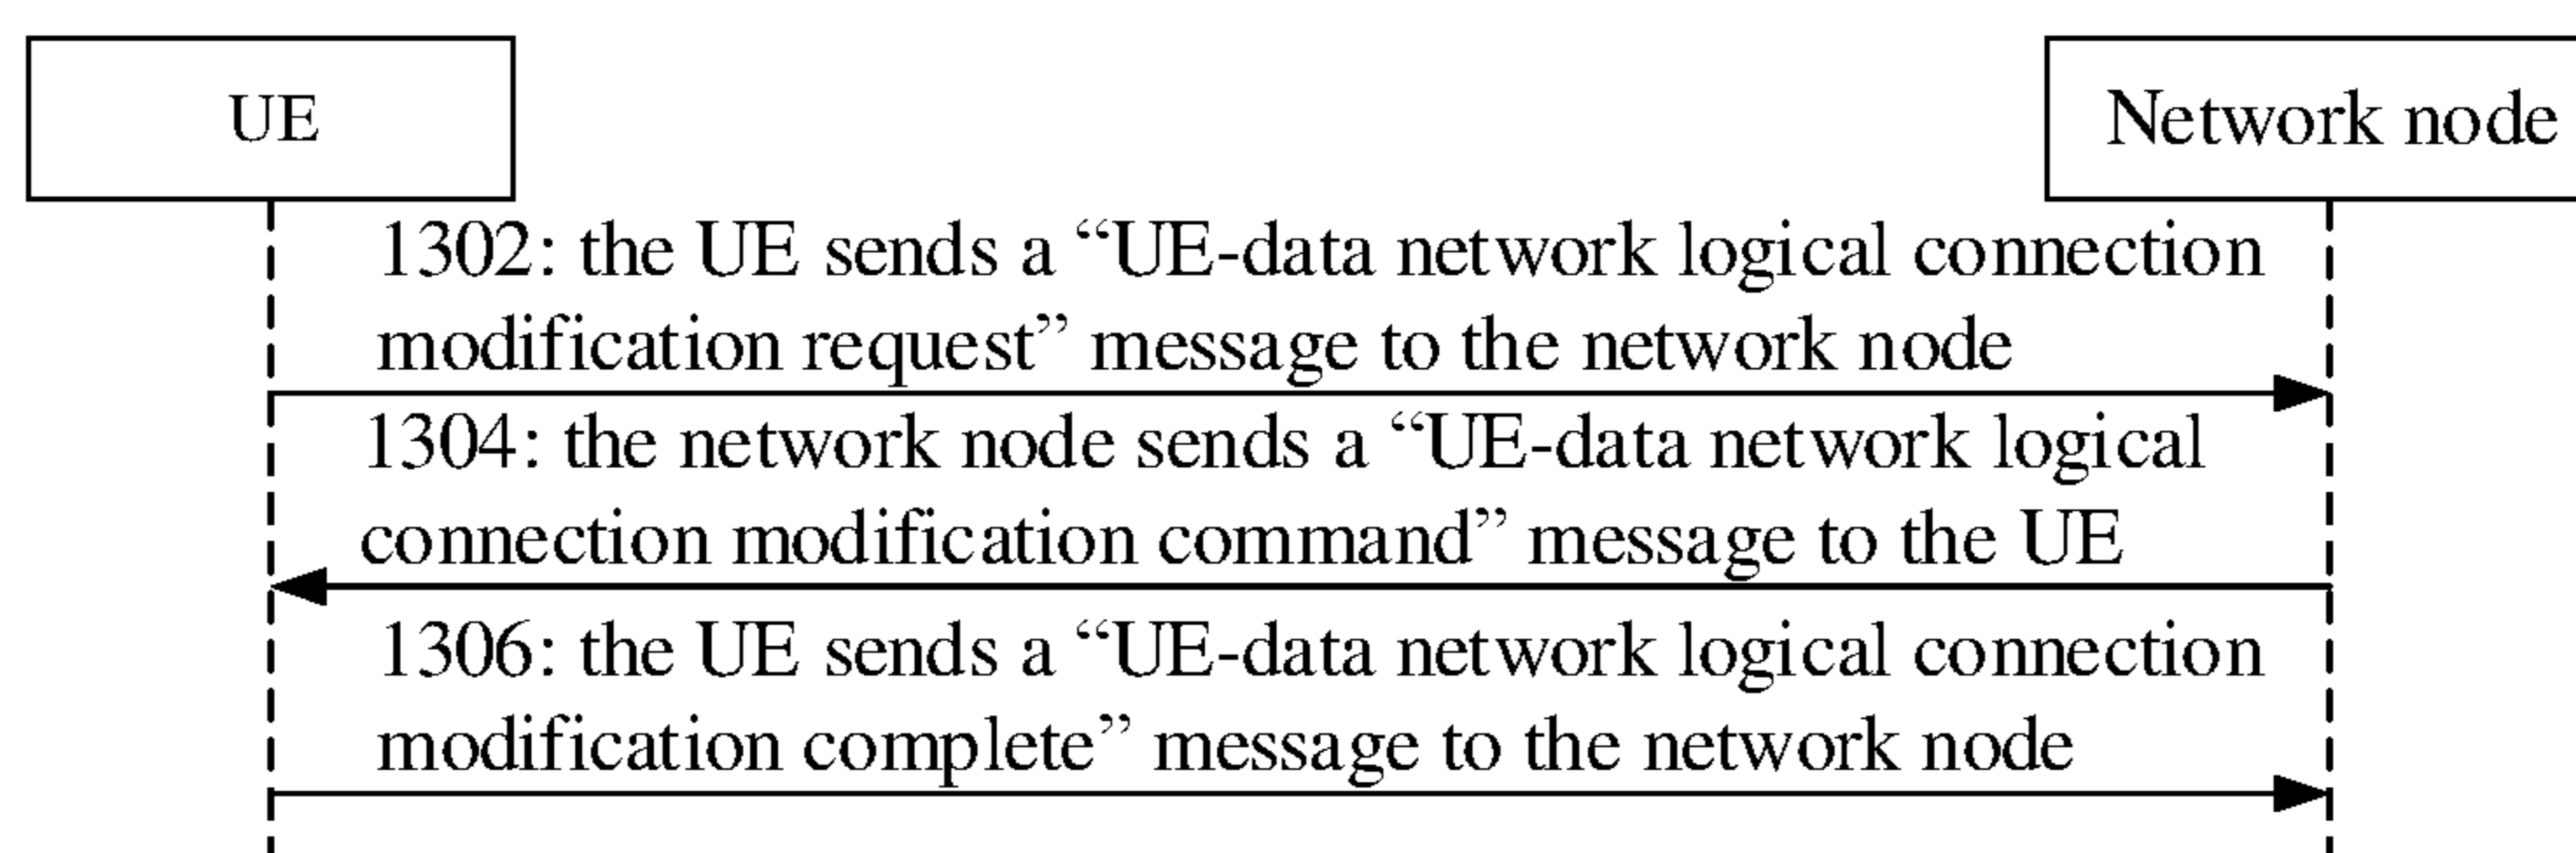 UE
Network node
1302: the UE sends a “UE-data network logical connection
modification request” message to the network node
1304: the network node sends a “UE-data network logical
connection modification command” message to the UE
1306: the UE sends a “UE-data network logical connection
modification complete” message to the network node